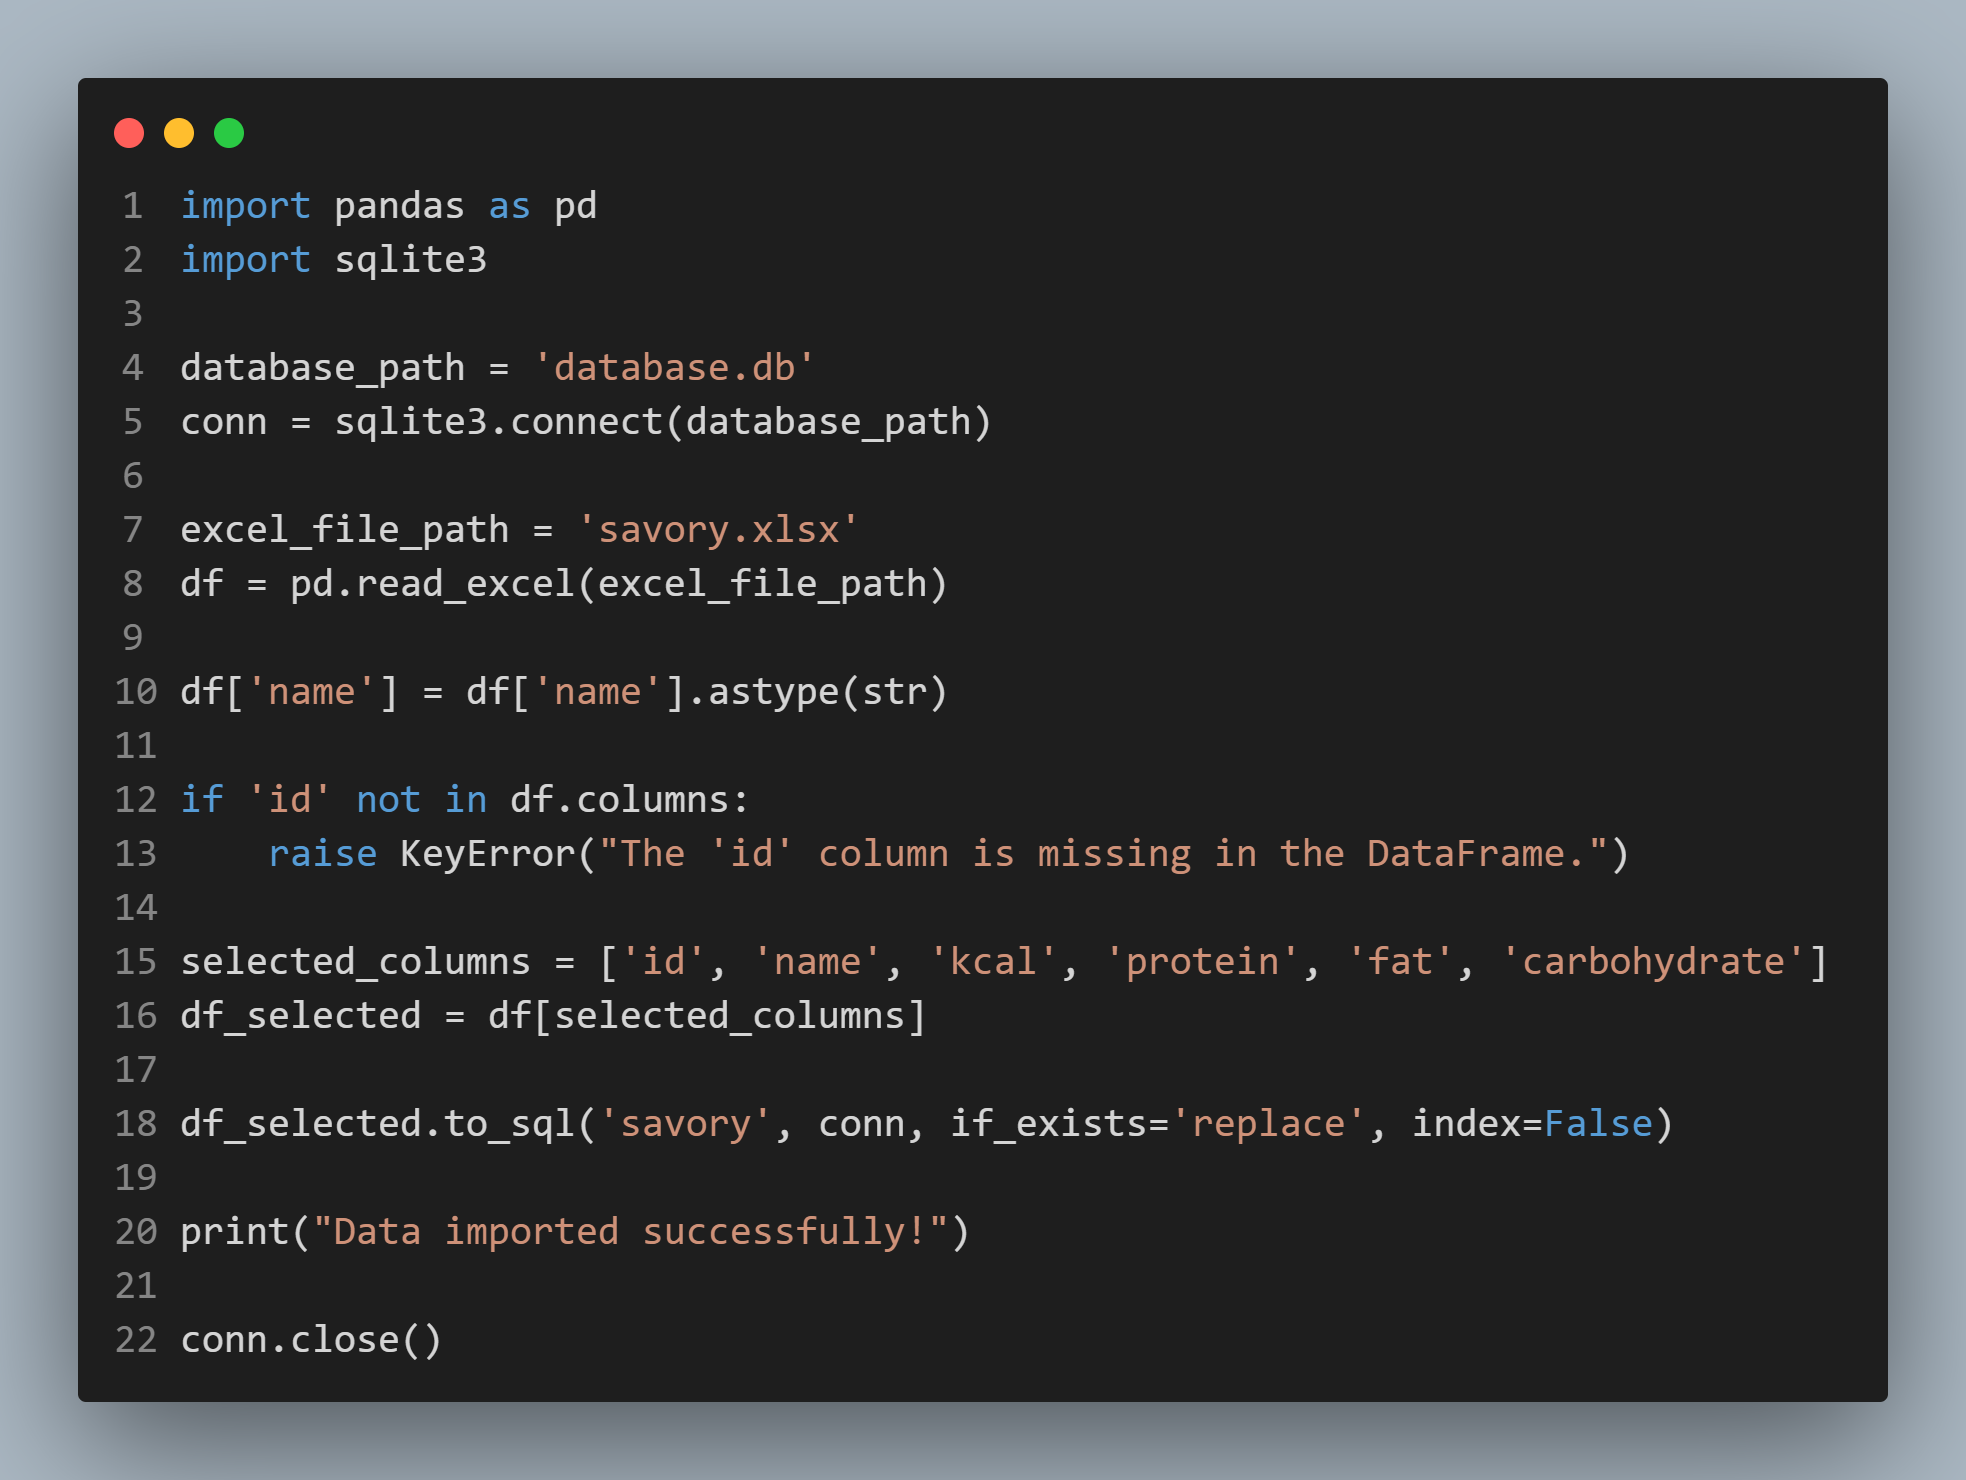 1 import pandas as pd
2 import sqlite3
3
4 database_path = 'database.db'
5 conn = sqlite3.connect(database_path)
6
7 excel_file_path = 'savory.xlsx'
8 df = pd.read_excel(excel_file_path)
9
10 df['name'] = df['name'].astype(str)
11
12 if 'id' not in df.columns:
13     raise KeyError("The 'id' column is missing in the DataFrame.")
14
15 selected_columns = ['id', 'name', 'kcal', 'protein', 'fat', 'carbohydrate']
16 df_selected = df[selected_columns]
17
18 df_selected.to_sql('savory', conn, if_exists='replace', index=False)
19
20 print("Data imported successfully!")
21
22 conn.close()